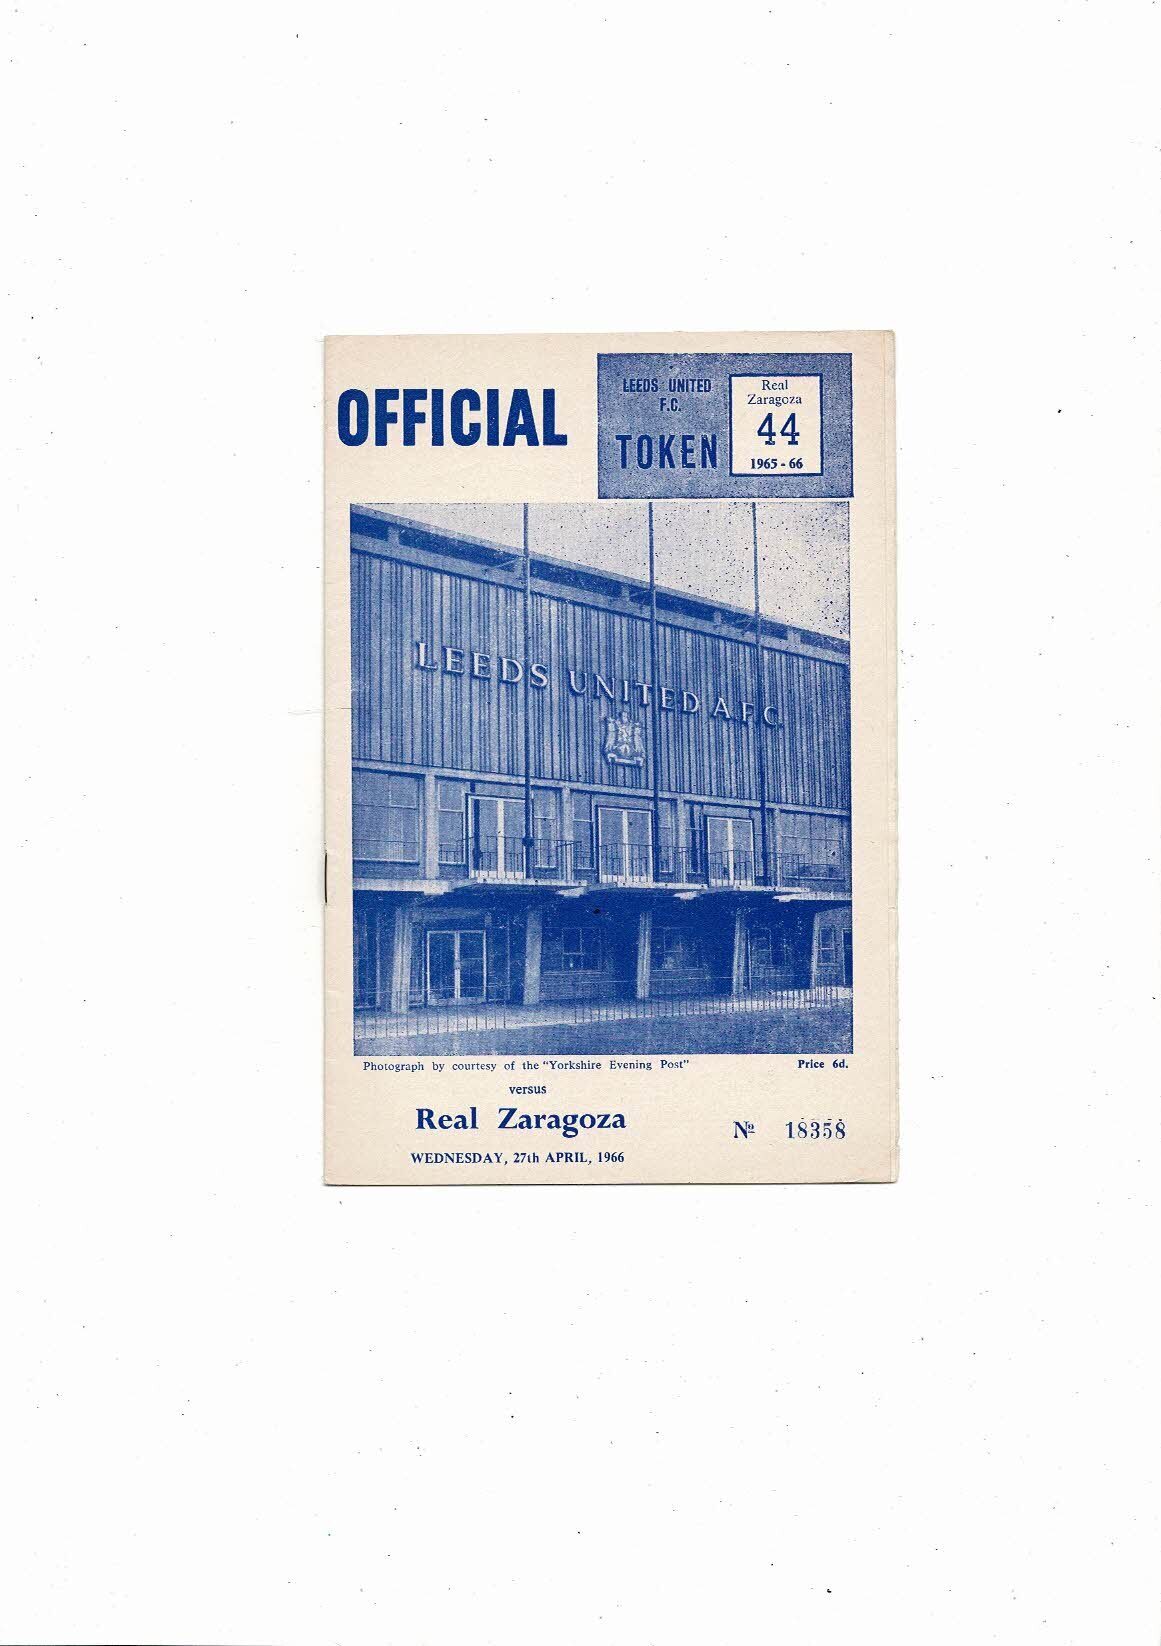 OFFICIAL
LEEDS UNITED
F.C.
TOKEN
Real
Zaragoza
44
1965 - 66
LEEDS UNITED A.F.C.
Photograph by courtesy of the "Yorkshire Evening Post"
Price 6d.
versus
Real Zaragoza
Nº 18358
WEDNESDAY, 27th APRIL, 1966